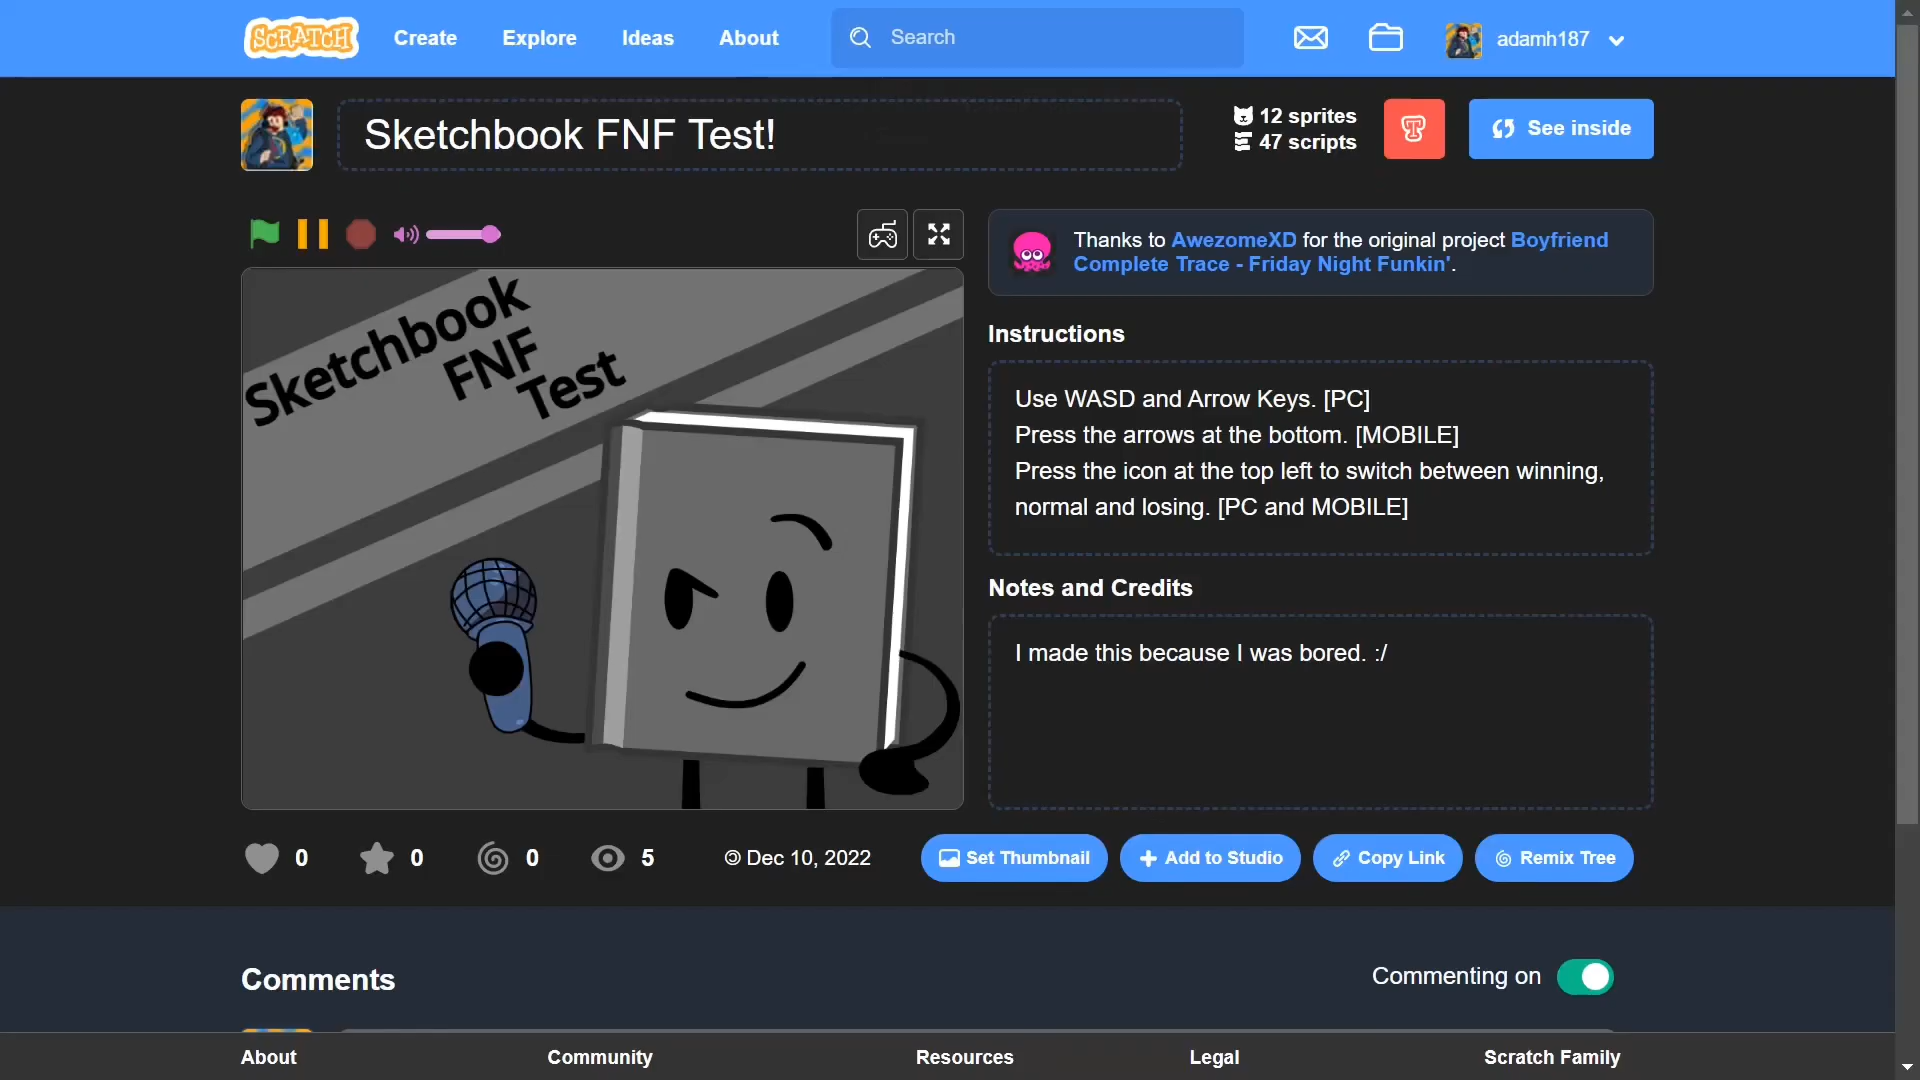 SCRATCH
Create
Explore
Ideas
About
Search
adamh187
Sketchbook FNF Test!
12 sprites
47 scripts
See inside
Thanks to AwezomeXD for the original project Boyfriend
Complete Trace - Friday Night Funkin'.
Sketchbook
FNF
Test
Instructions
Use WASD and Arrow Keys. [PC]
Press the arrows at the bottom. [MOBILE]
Press the icon at the top left to switch between winning,
normal and losing. [PC and MOBILE]
Notes and Credits
I made this because I was bored. :/
0
0
0
5
Dec 10, 2022
Set Thumbnail
Add to Studio
Copy Link
Remix Tree
Comments
Commenting on
About
Community
Resources
Legal
Scratch Family